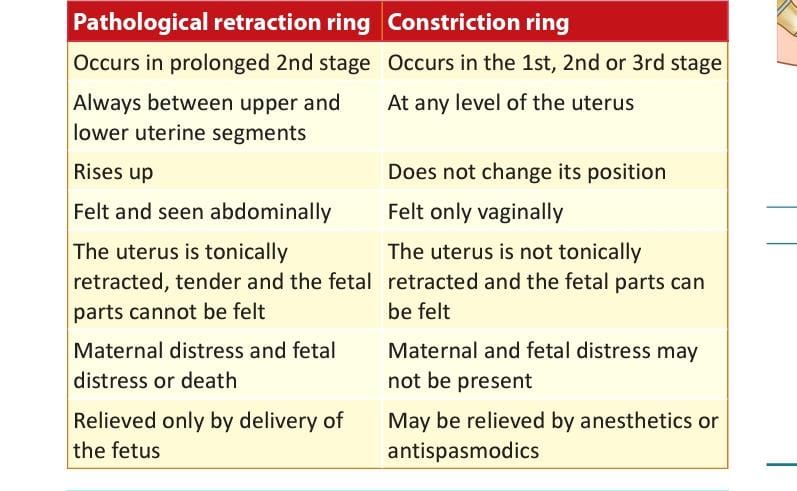 Pathological retraction ring Constriction ring
Occurs in prolonged 2nd stage Occurs in the 1st, 2nd or 3rd stage
Always between upper and At any level of the uterus
lower uterine segments
Rises up Does not change its position
Felt and seen abdominally Felt only vaginally
The uterus is tonically The uterus is not tonically
retracted, tender and the fetal retracted and the fetal parts can
parts cannot be felt be felt
Maternal distress and fetal Maternal and fetal distress may
distress or death not be present
Relieved only by delivery of May be relieved by anesthetics or
the fetus antispasmodics